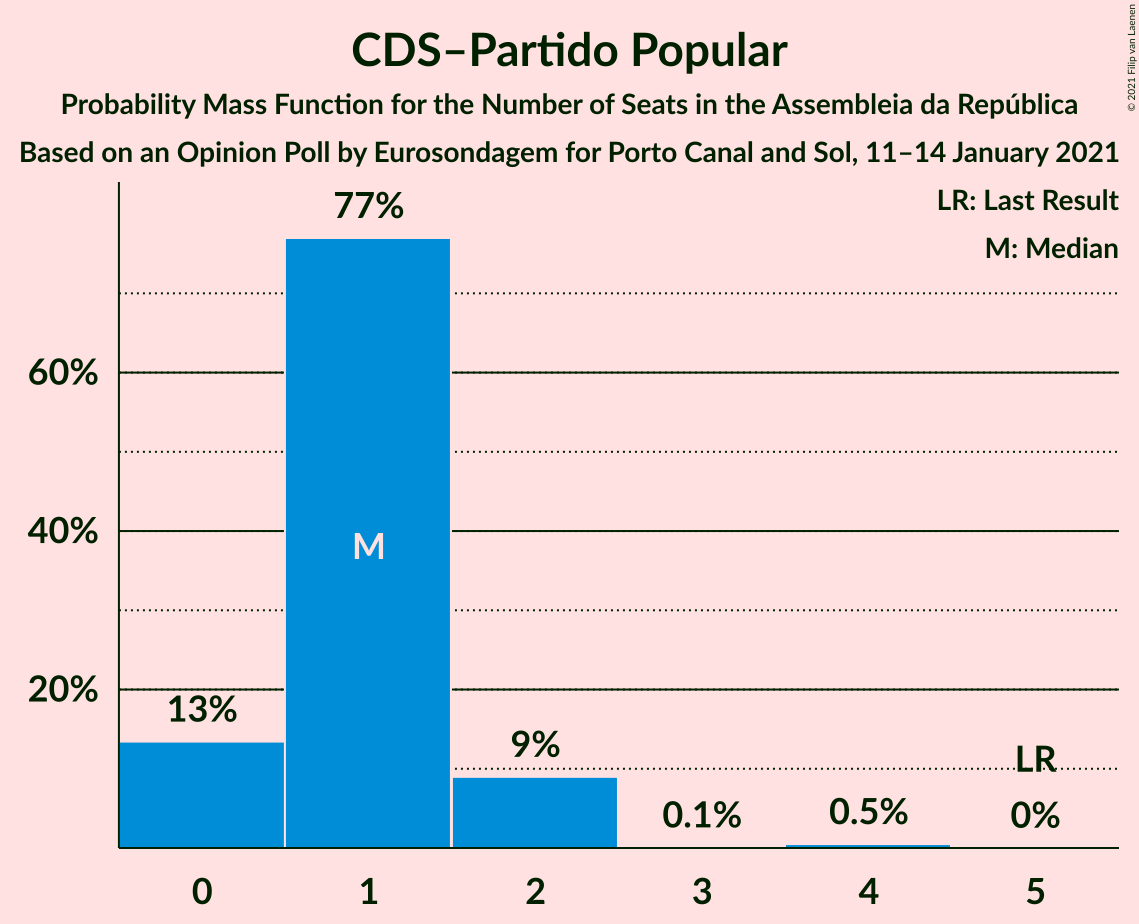 CDS–Partido Popular
Probability Mass Function for the Number of Seats in the Assembleia da República
Based on an Opinion Poll by Eurosondagem for Porto Canal and Sol, 11–14 January 2021
© 2021 Filip van Laenen
LR: Last Result
M: Median
77%
60%
M
40%
20%
13%
9%
0.1%
0.5%
LR
0%
0 1 2 3 4 5